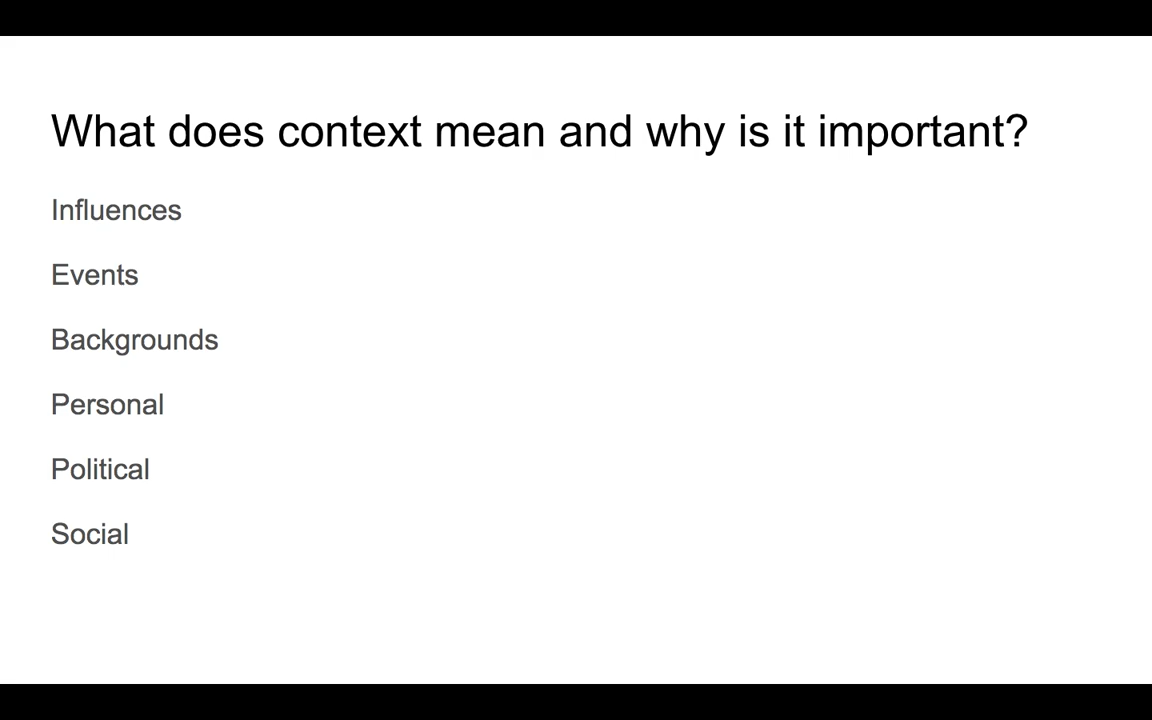 What does context mean and why is it important?
Influences
Events
Backgrounds
Personal
Political
Social